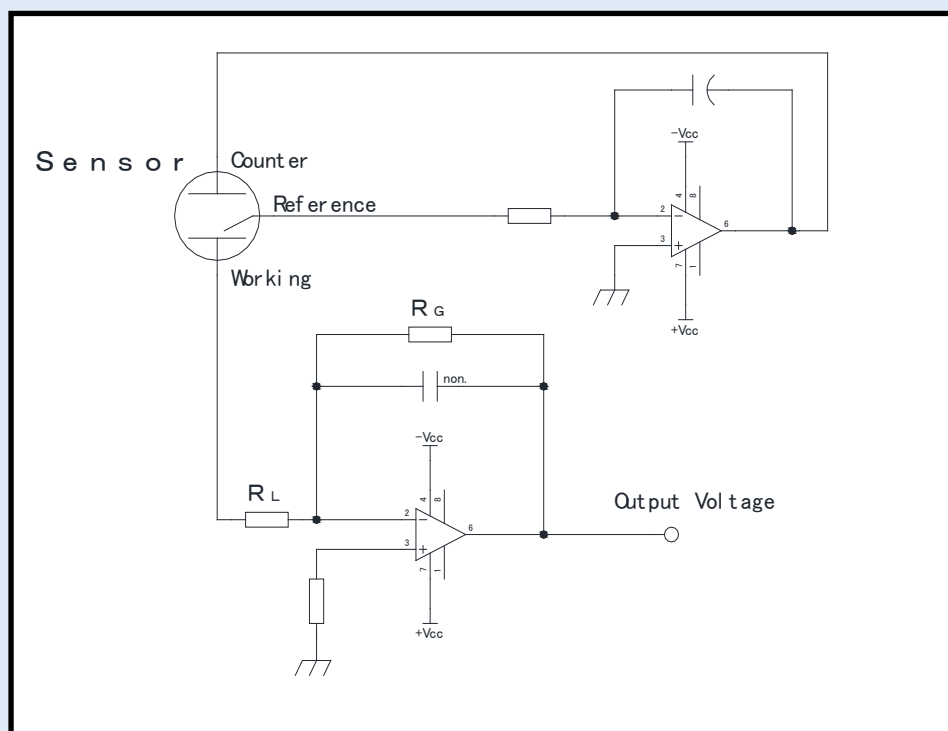 -Vcc
Sensor
Counter
4
8
Reference
2
-
6
3
+
Working
7
1
+Vcc
RG
non.
-Vcc
4
8
RL
Output Voltage
2
-
6
3
+
7
1
+Vcc